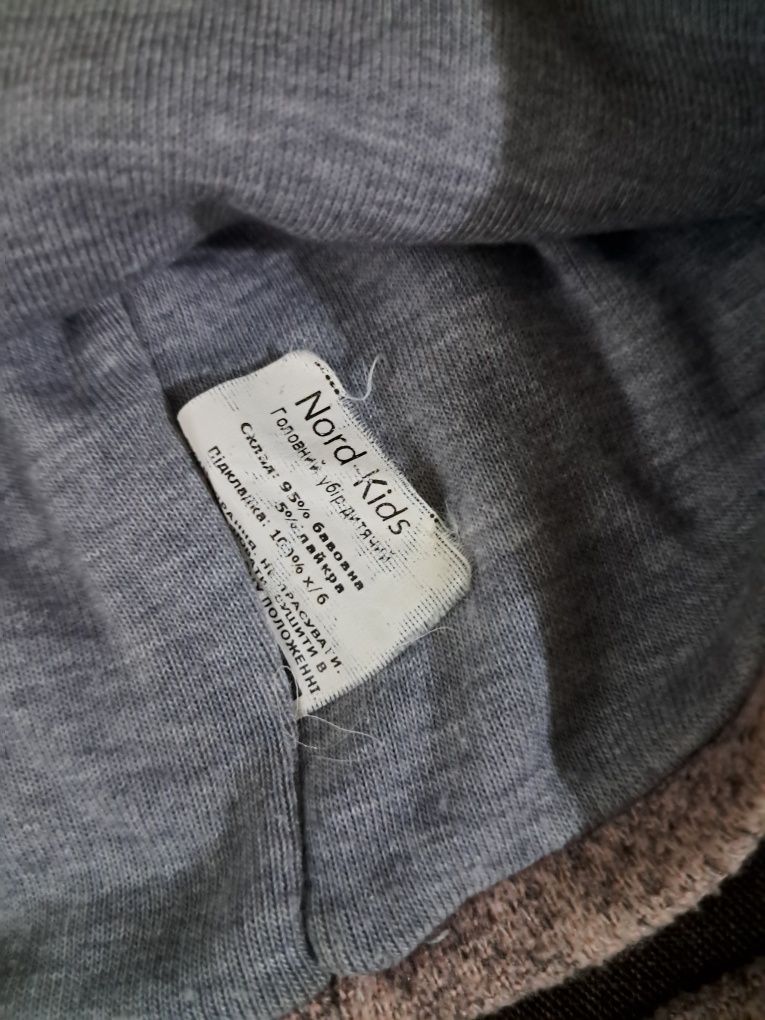 Nord Kids
Головний убір дитячий
Склад: 95% бавовна
5% лайкра
Підкладка: 100% х/б
НЕ ПРАСУВАТИ.
СУШИТИ В
ПОЛОЖЕННІ.